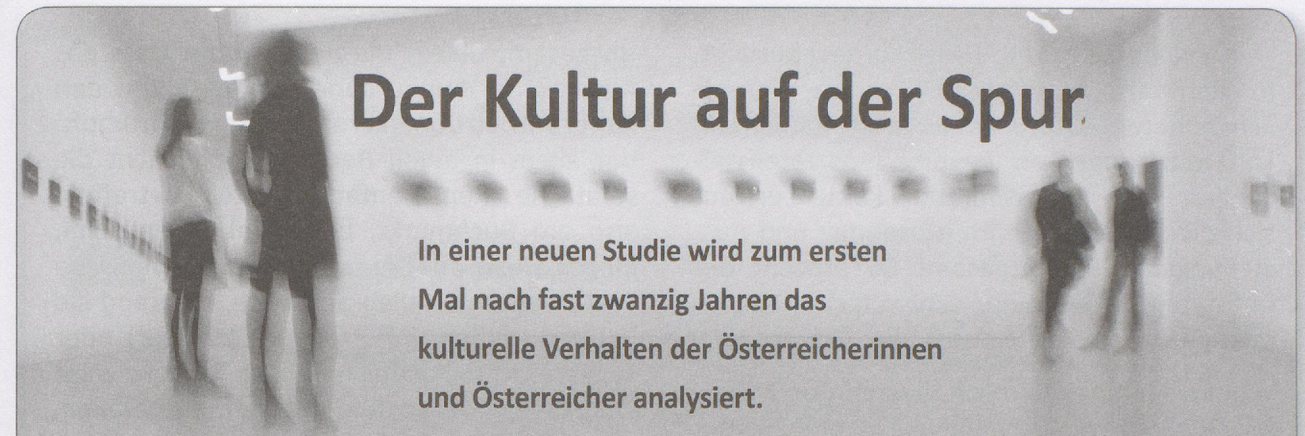 Der Kultur auf der Spur
In einer neuen Studie wird zum ersten
Mal nach fast zwanzig Jahren das
kulturelle Verhalten der Österreicherinnen
und Österreicher analysiert.